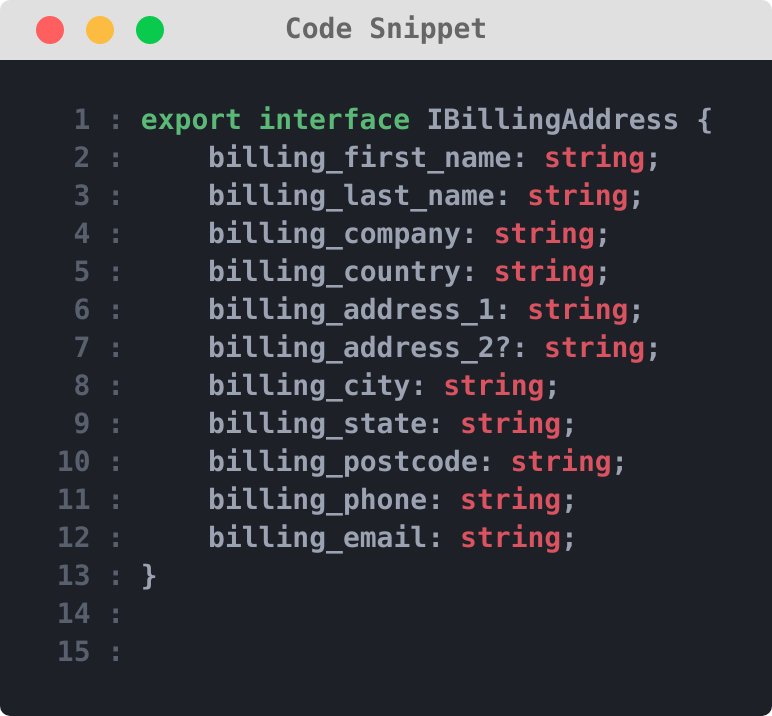 Code Snippet
1 : export interface IBillingAddress {
2 :     billing_first_name: string;
3 :     billing_last_name: string;
4 :     billing_company: string;
5 :     billing_country: string;
6 :     billing_address_1: string;
7 :     billing_address_2?: string;
8 :     billing_city: string;
9 :     billing_state: string;
10 :     billing_postcode: string;
11 :     billing_phone: string;
12 :     billing_email: string;
13 : }
14 :
15 :